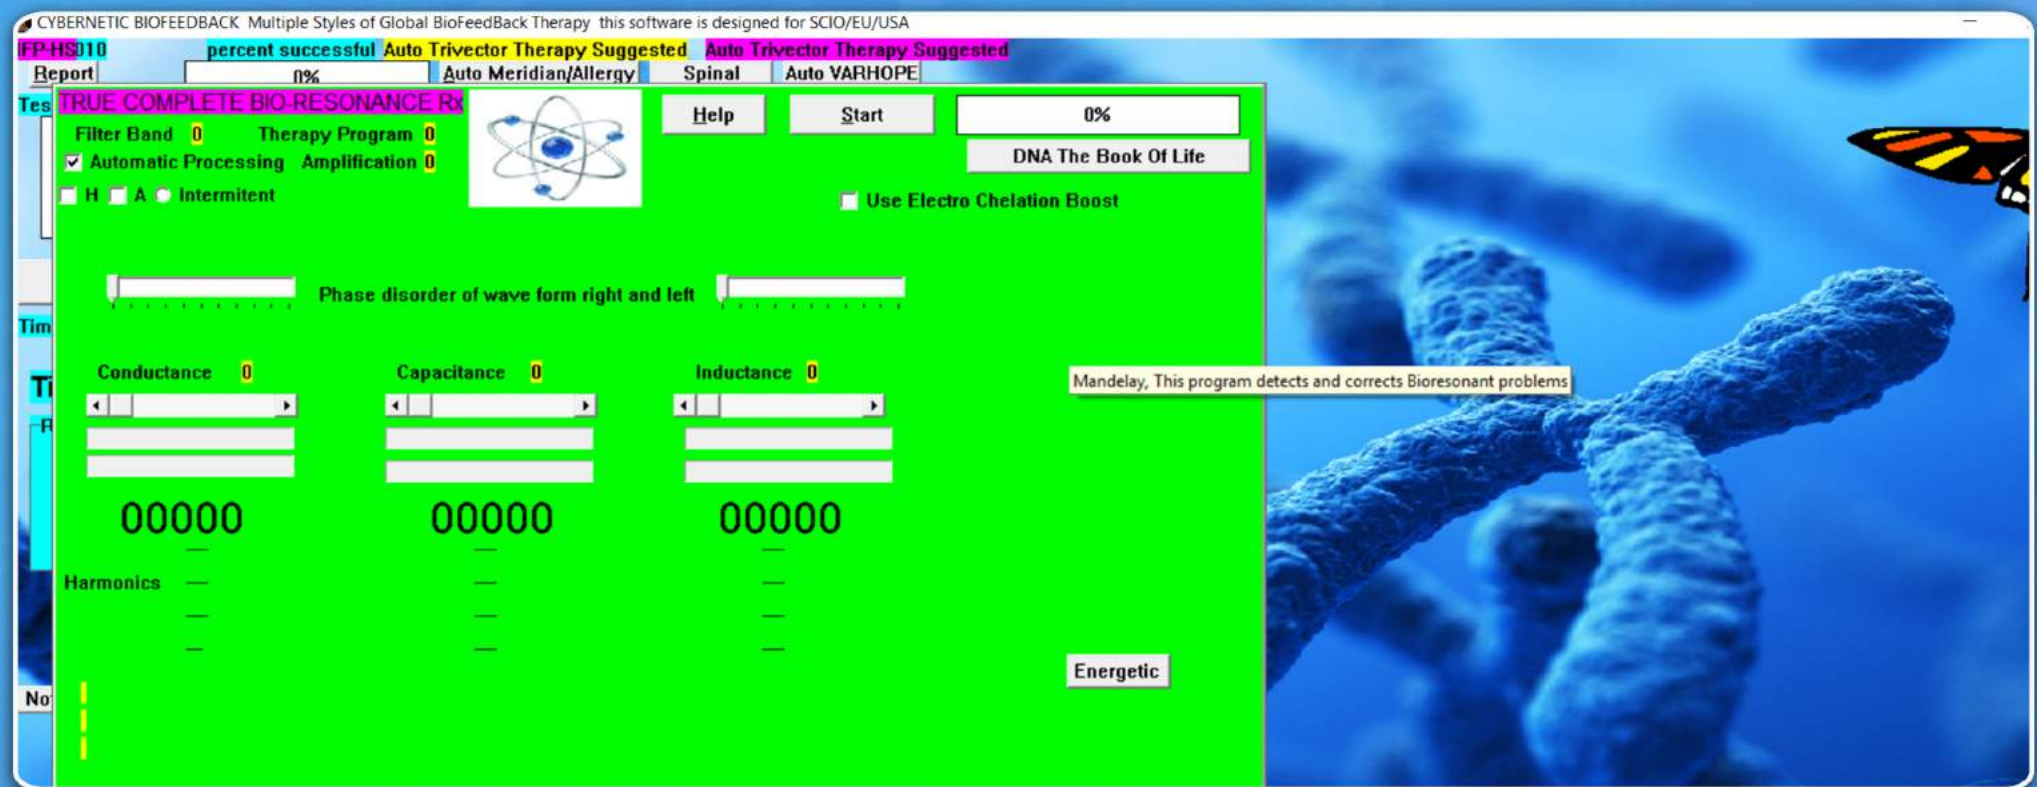 CYBERNETIC BIOFEEDBACK Multiple Styles of Global BioFeedBack Therapy this software is designed for SCIO/EU/USA
FP-HS010 percent successful Auto Trivector Therapy Suggested Auto Trivector Therapy Suggested
Report 0% Auto Meridian/Allergy Spinal Auto VARHOPE
Tes TRUE COMPLETE BIO-RESONANCE Rx Help Start 0%
Filter Band 0 Therapy Program 0
DNA The Book Of Life
Automatic Processing Amplification 0
H A Intermitent
Use Electro Chelation Boost
Phase disorder of wave form right and left
Tim
Conductance 0 Capacitance 0 Inductance 0
Mandelay, This program detects and corrects Bioresonant problems
00000 00000 00000
Harmonics
Energetic
No